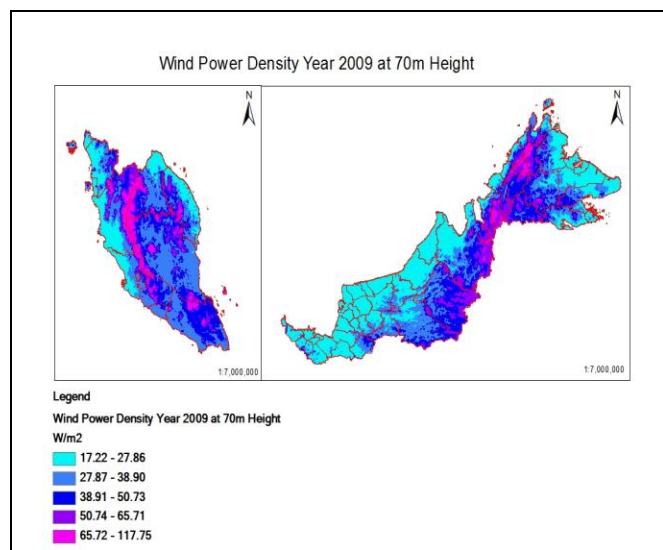 Wind Power Density Year 2009 at 70m Height
N
N
1:7,000,000
1:7,000,000
Legend
Wind Power Density Year 2009 at 70m Height
W/m2
17.22 - 27.86
27.87 - 38.90
38.91 - 50.73
50.74 - 65.71
65.72 - 117.75